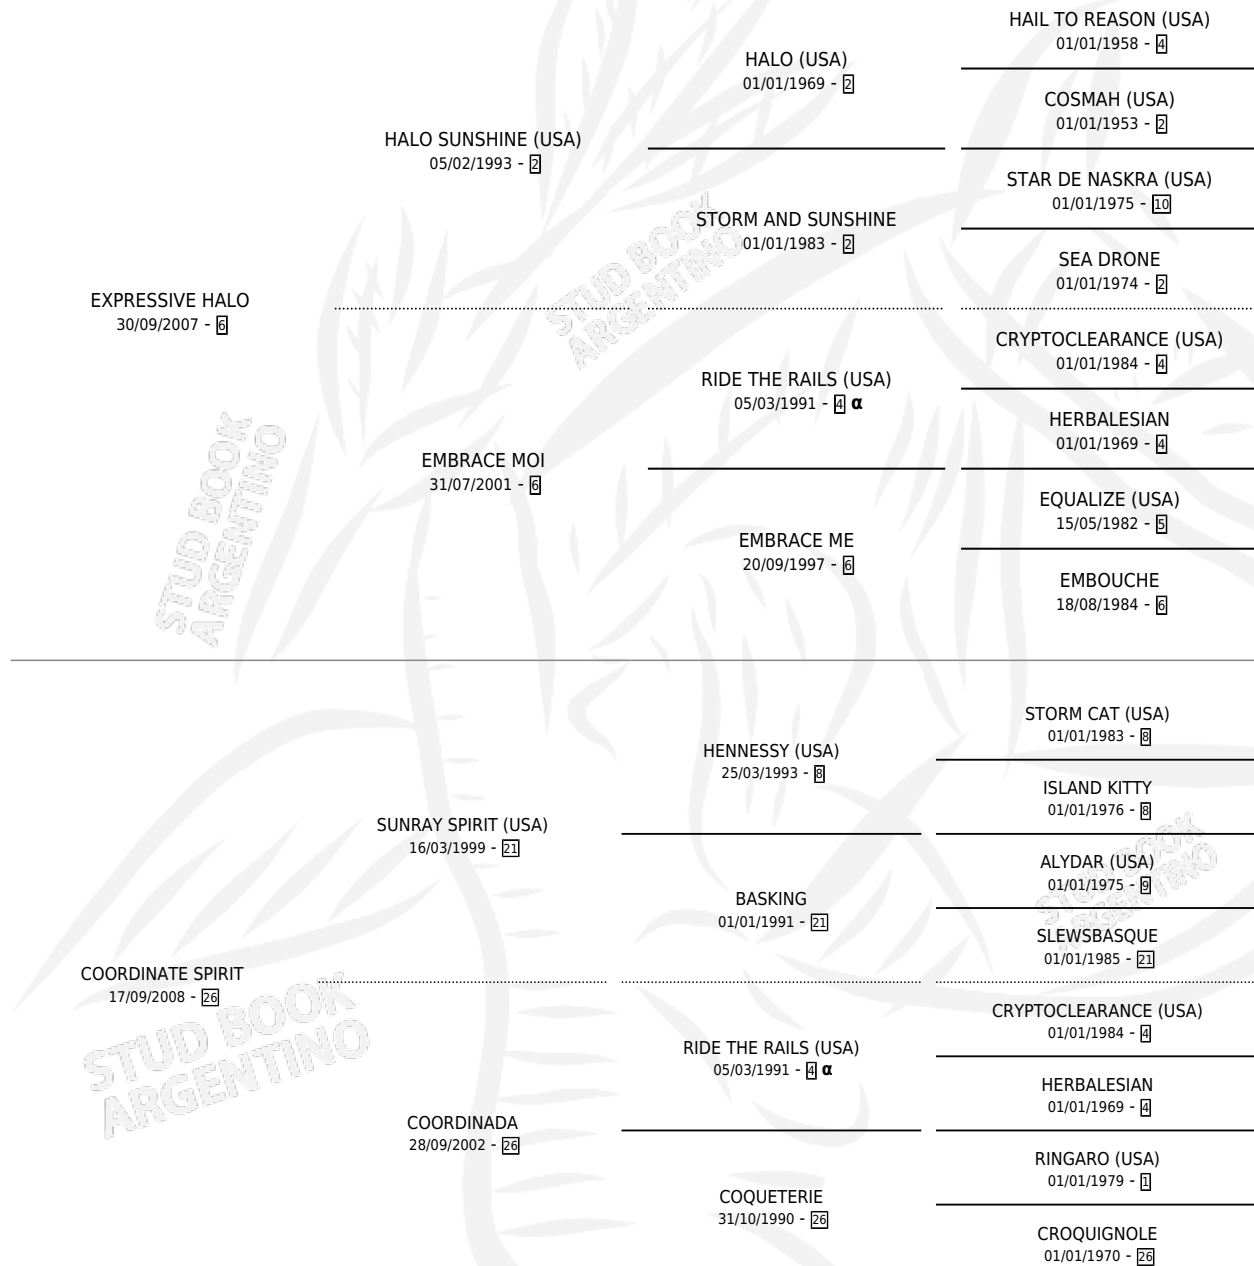 HAIL TO REASON (USA)
01/01/1958 - 4
HALO (USA)
01/01/1969 - 2
COSMAH (USA)
01/01/1953 - 2
HALO SUNSHINE (USA)
05/02/1993 - 2
STAR DE NASKRA (USA)
01/01/1975 - 10
STORM AND SUNSHINE
01/01/1983 - 2
SEA DRONE
01/01/1974 - 2
EXPRESSIVE HALO
30/09/2007 - 6
STUD BOOK
ARGENTINO
CRYPTOCLEARANCE (USA)
01/01/1984 - 4
RIDE THE RAILS (USA)
05/03/1991 - 4 α
HERBALESIAN
01/01/1969 - 4
EMBRACE MOI
31/07/2001 - 6
EQUALIZE (USA)
15/05/1982 - 5
EMBRACE ME
20/09/1997 - 6
EMBOUCHE
18/08/1984 - 6
STUD BOOK
ARGENTINO
STORM CAT (USA)
01/01/1983 - 8
HENNESSY (USA)
25/03/1993 - 8
ISLAND KITTY
01/01/1976 - 8
SUNRAY SPIRIT (USA)
16/03/1999 - 21
ALYDAR (USA)
01/01/1975 - 9
STUD BOOK
ARGENTINO
BASKING
01/01/1991 - 21
SLEWSBASQUE
01/01/1985 - 21
COORDINATE SPIRIT
17/09/2008 - 26
STUD BOOK
ARGENTINO
CRYPTOCLEARANCE (USA)
01/01/1984 - 4
RIDE THE RAILS (USA)
05/03/1991 - 4 α
HERBALESIAN
01/01/1969 - 4
COORDINADA
28/09/2002 - 26
RINGARO (USA)
01/01/1979 - 1
COQUETERIE
31/10/1990 - 26
CROQUIGNOLE
01/01/1970 - 26